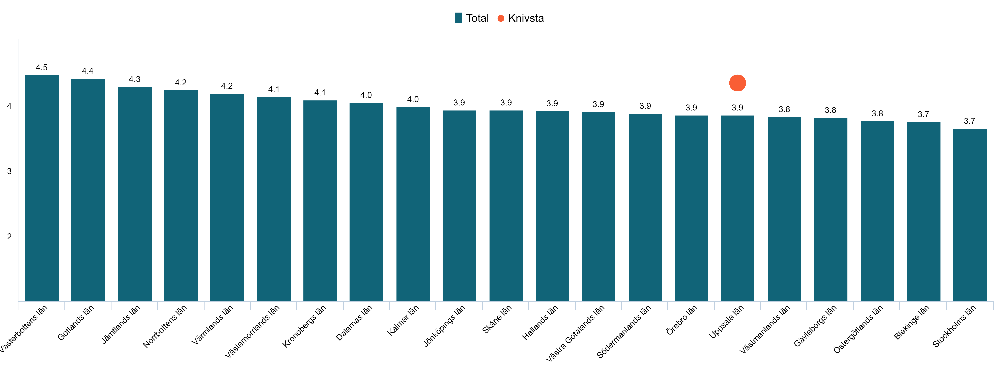 Total Knivsta
4.5 4.4 4.3 4.2 4.2 4.1 4.1 4.0 4.0 3.9 3.9 3.9 3.9 3.9 3.9 3.9 3.8 3.8 3.8 3.7 3.7
4
3
2
Västerbottens län
Gotlands län
Jämtlands län
Norrbottens län
Värmlands län
Västernorrlands län
Kronobergs län
Dalarnas län
Kalmar län
Jönköpings län
Skåne län
Hallands län
Västra Götalands län
Södermanlands län
Örebro län
Uppsala län
Västmanlands län
Gävleborgs län
Östergötlands län
Blekinge län
Stockholms län